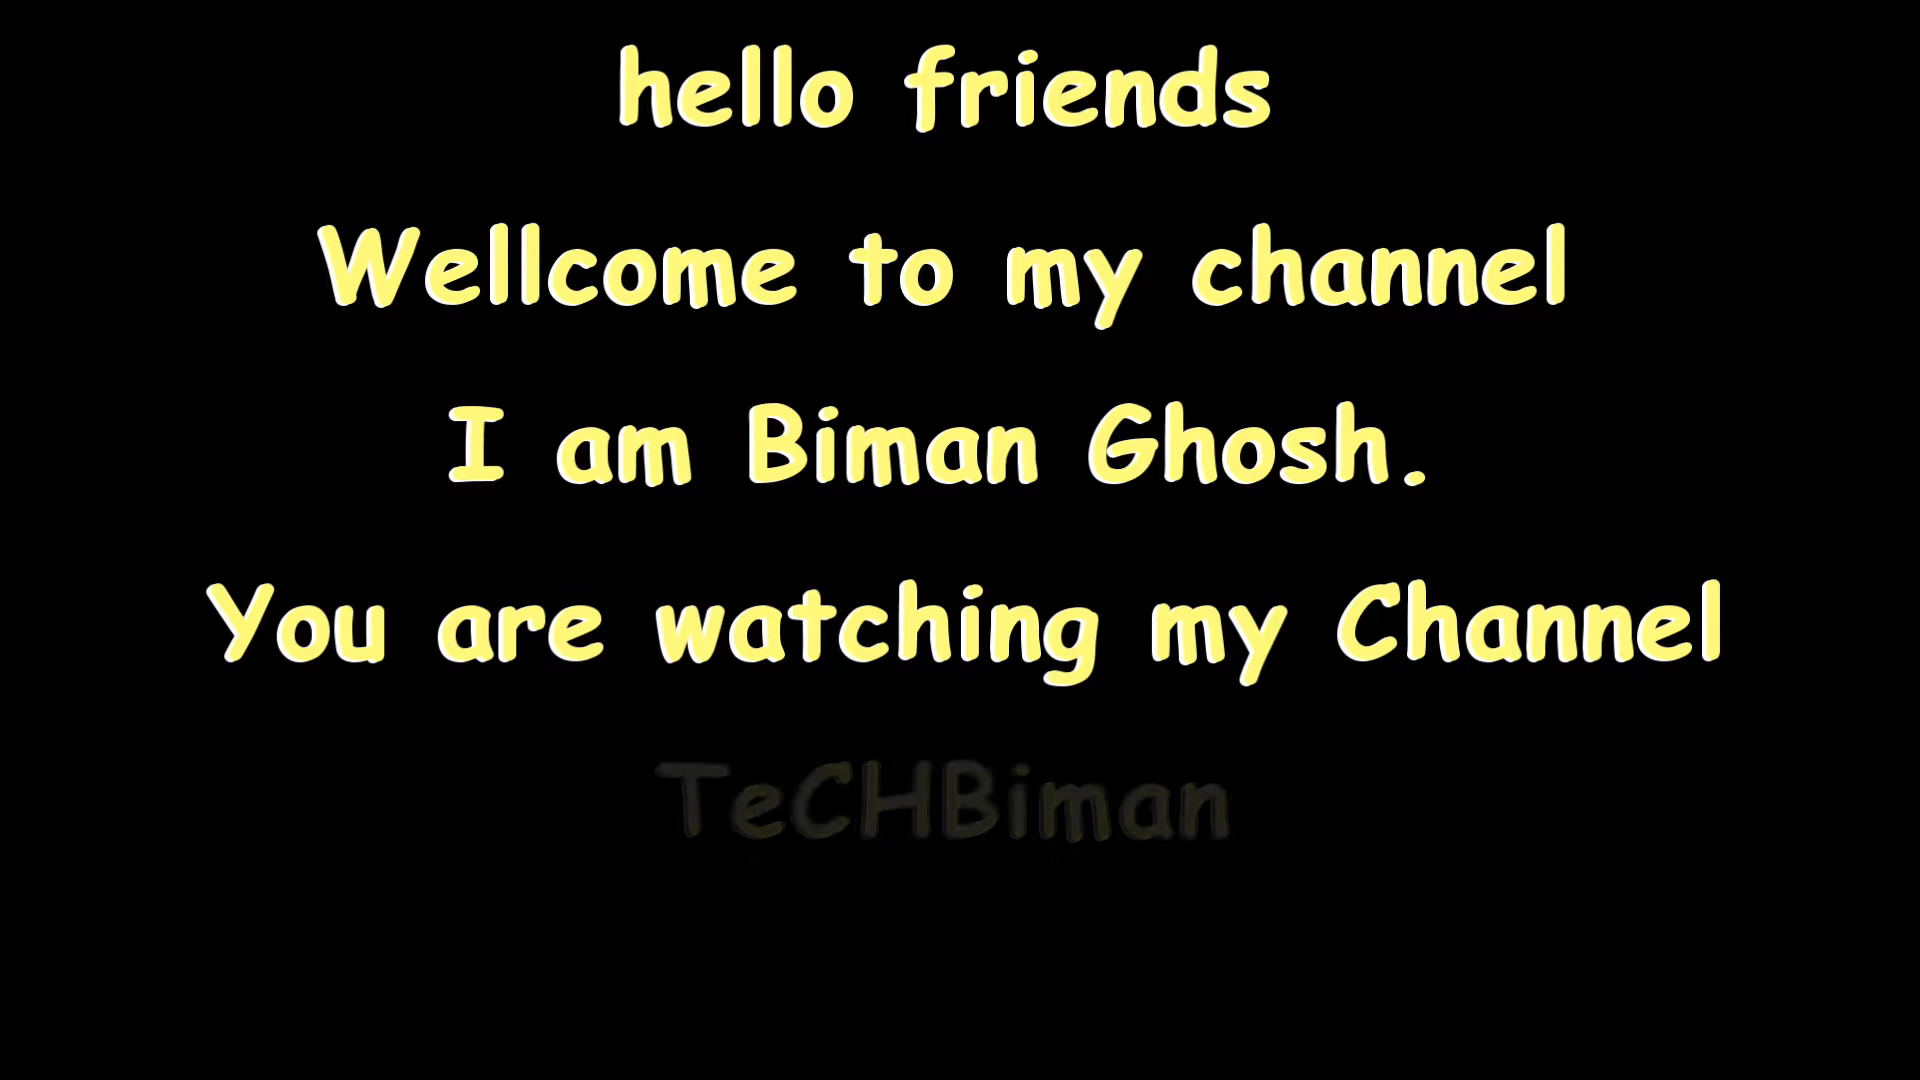 hello friends
Wellcome to my channel
I am Biman Ghosh.
You are watching my Channel
TeCHBiman